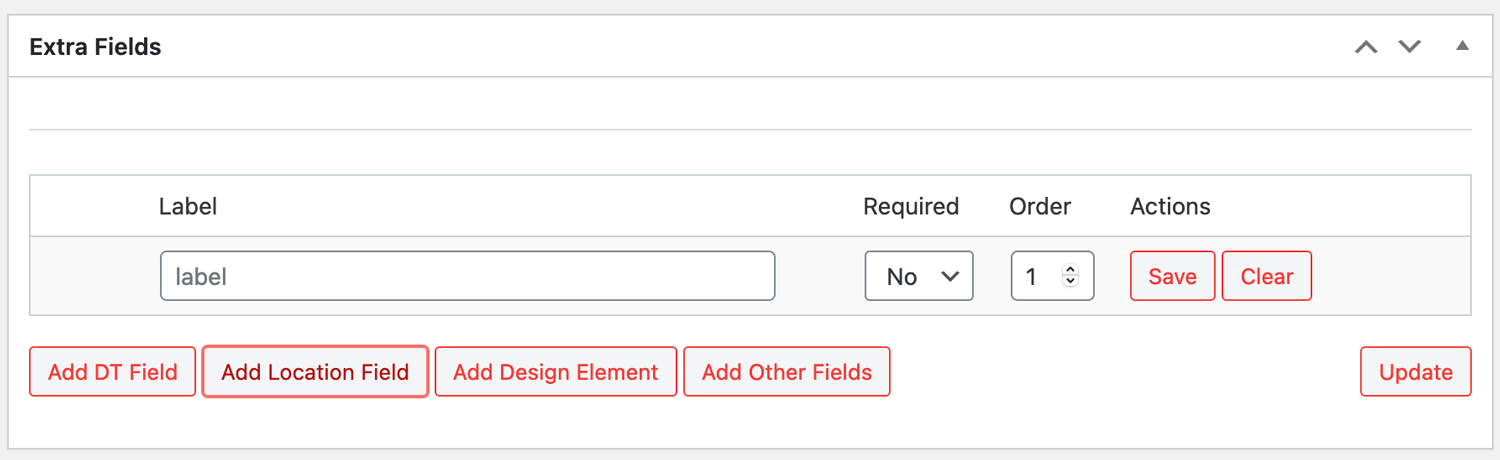 Extra Fields
Label Required Order Actions
label No 1 Save Clear
Add DT Field Add Location Field Add Design Element Add Other Fields Update